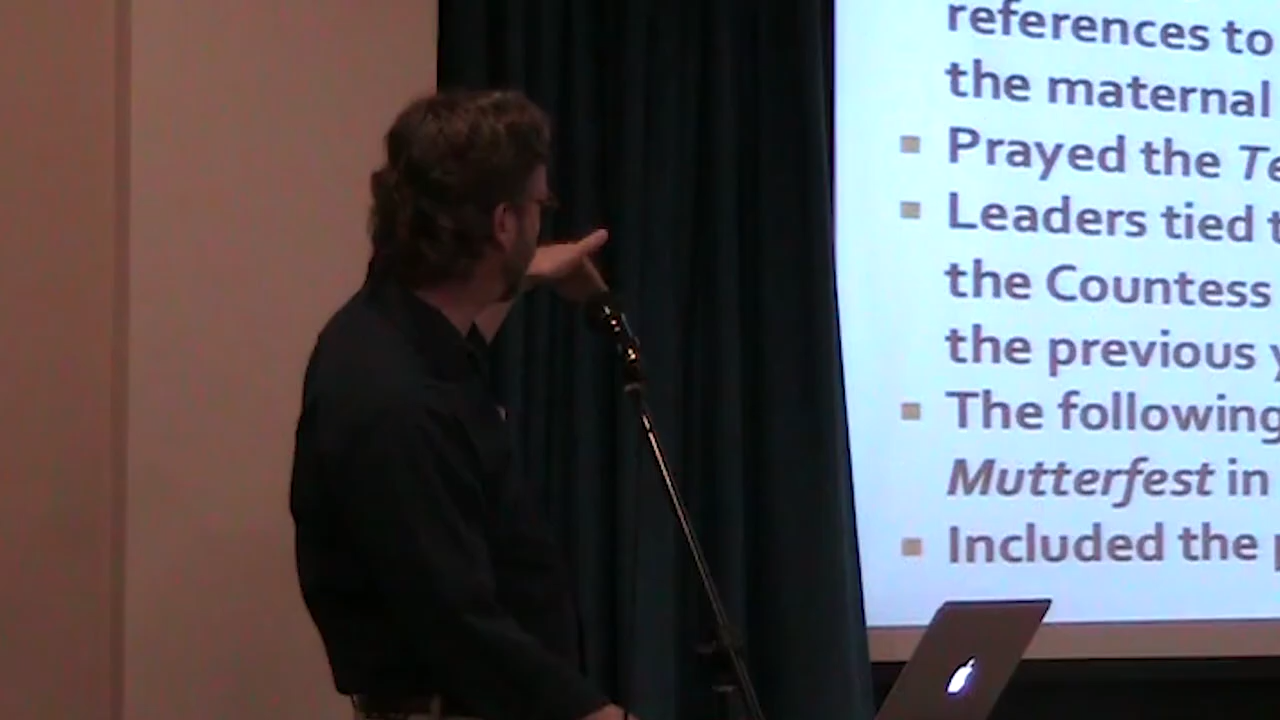 references to
the maternal
Prayed the
Leaders tied
the Countess
the previous
The following
Mutterfest in
Included the